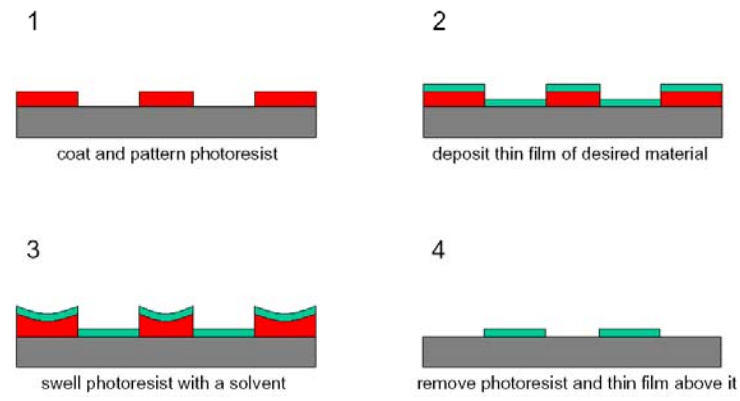 1
coat and pattern photoresist
2
deposit thin film of desired material
3
swell photoresist with a solvent
4
remove photoresist and thin film above it